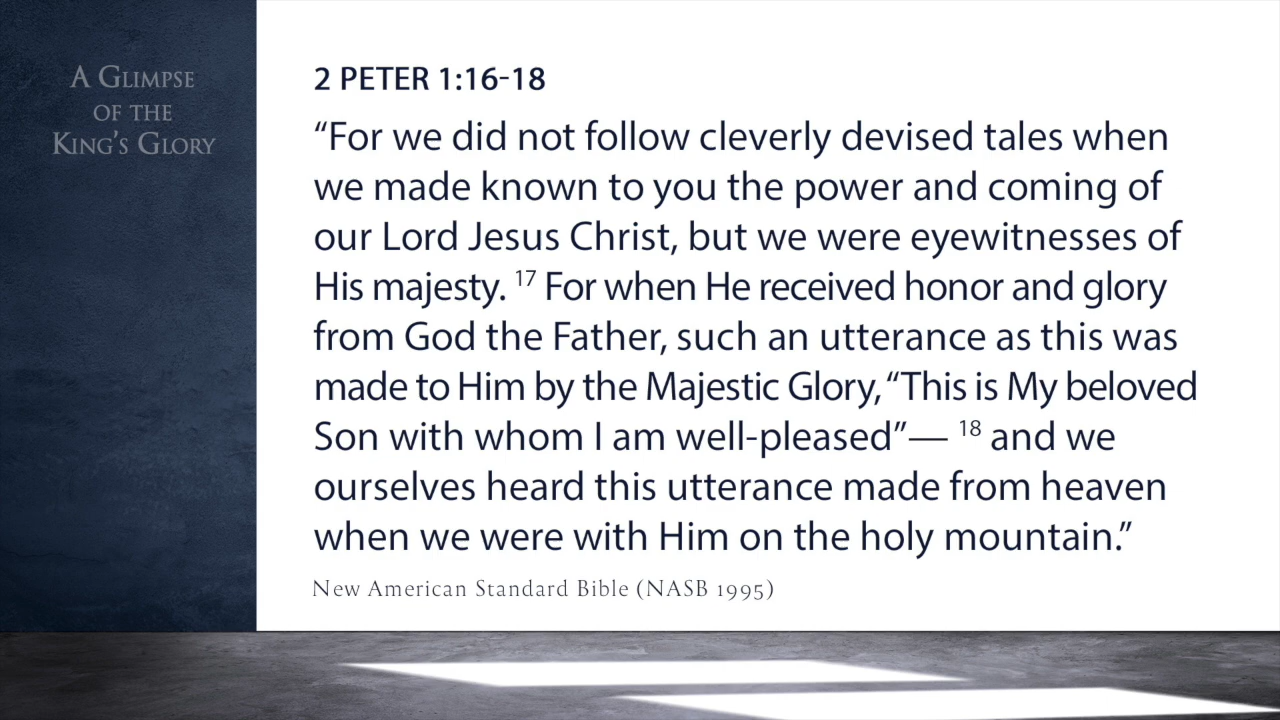 A Glimpse
of the
King's Glory
2 PETER 1:16-18
“For we did not follow cleverly devised tales when
we made known to you the power and coming of
our Lord Jesus Christ, but we were eyewitnesses of
His majesty. 17 For when He received honor and glory
from God the Father, such an utterance as this was
made to Him by the Majestic Glory, “This is My beloved
Son with whom I am well-pleased”— 18 and we
ourselves heard this utterance made from heaven
when we were with Him on the holy mountain.”
New American Standard Bible (NASB 1995)